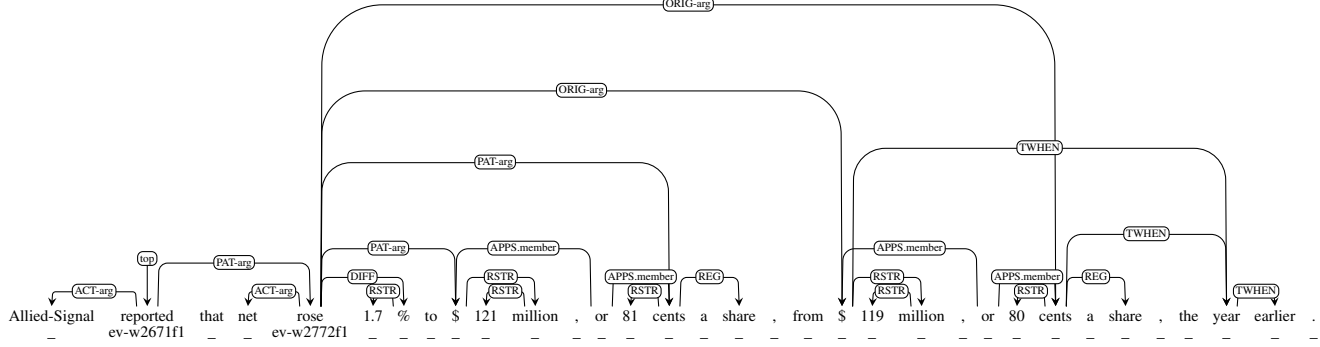 ORIG-arg
ORIG-arg
TWHEN
PAT-arg
TWHEN
PAT-arg APPS.member APPS.member
top PAT-arg
DIFF RSTR APPS.member REG RSTR APPS.member REG
ACT-arg ACT-arg RSTR RSTR RSTR RSTR RSTR TWHEN
Allied-Signal reported that net rose 1.7 % to $ 121 million , or 81 cents a share , from $ 119 million , or 80 cents a share , the year earlier .
_ ev-w2671f1 _ _ ev-w2772f1 _ _ _ _ _ _ _ _ _ _ _ _ _ _ _ _ _ _ _ _ _ _ _ _ _ _ _ _